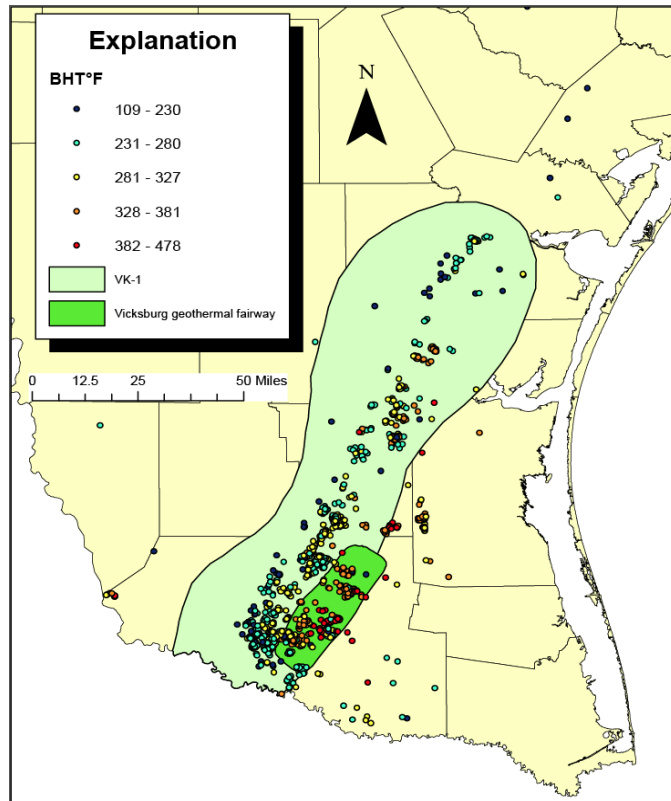 Explanation
BHT°F
109 - 230
231 - 280
281 - 327
328 - 381
382 - 478
VK-1
Vicksburg geothermal fairway
N
0 12.5 25 50 Miles